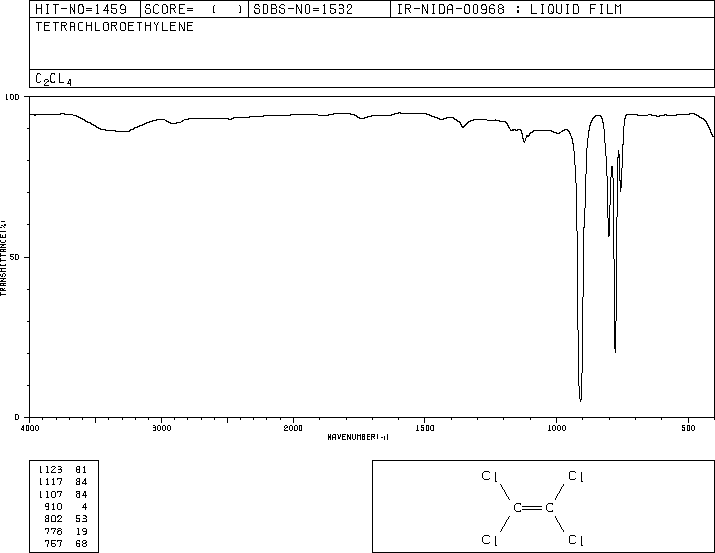 HIT-NO=1459 SCORE= ( ) SDBS-NO=1532 IR-NIDA-00968 : LIQUID FILM
TETRACHLOROETHYLENE
C₂CL₄
100
50
0
TRANSMITTANCE(%)
4000 3000 2000 1500 1000 500
WAVENUMBER(-1)
1123 81
1117 84
1107 84
910 4
802 53
778 19
757 68
Cl Cl
C C
Cl Cl